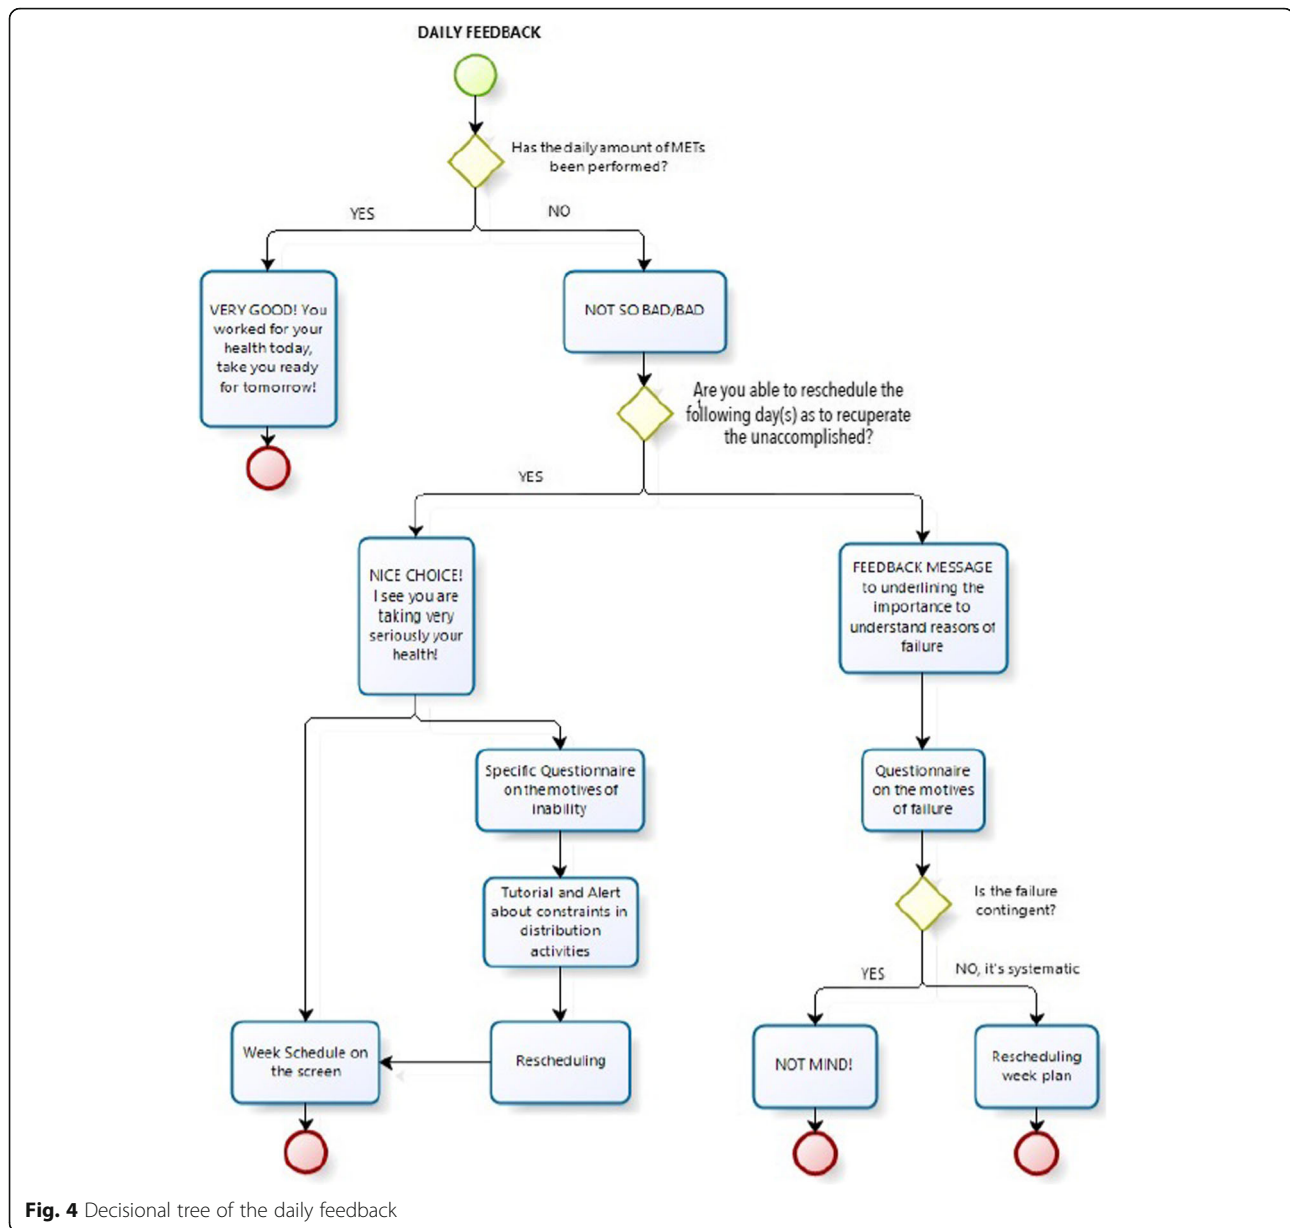 DAILY FEEDBACK
Has the daily amount of METs
been performed?
YES
NO
VERY GOOD! You
worked for your
health today,
take you ready
for tomorrow!
NOT SO BAD/BAD
Are you able to reschedule the
following day(s) as to recuperate
the unaccomplished?
YES
NICE CHOICE!
I see you are
taking very
seriously your
health!
FEEDBACK MESSAGE
to underlining the
importance to
understand reasons of
failure
Specific Questionnaire
on the motives of
inability
Questionnaire
on the motives
of failure
Tutorial and Alert
about constraints in
distribution
activities
Is the failure
contingent?
YES
NO, it's systematic
Week Schedule on
the screen
Rescheduling
NOT MIND!
Rescheduling
week plan
Fig. 4 Decisional tree of the daily feedback